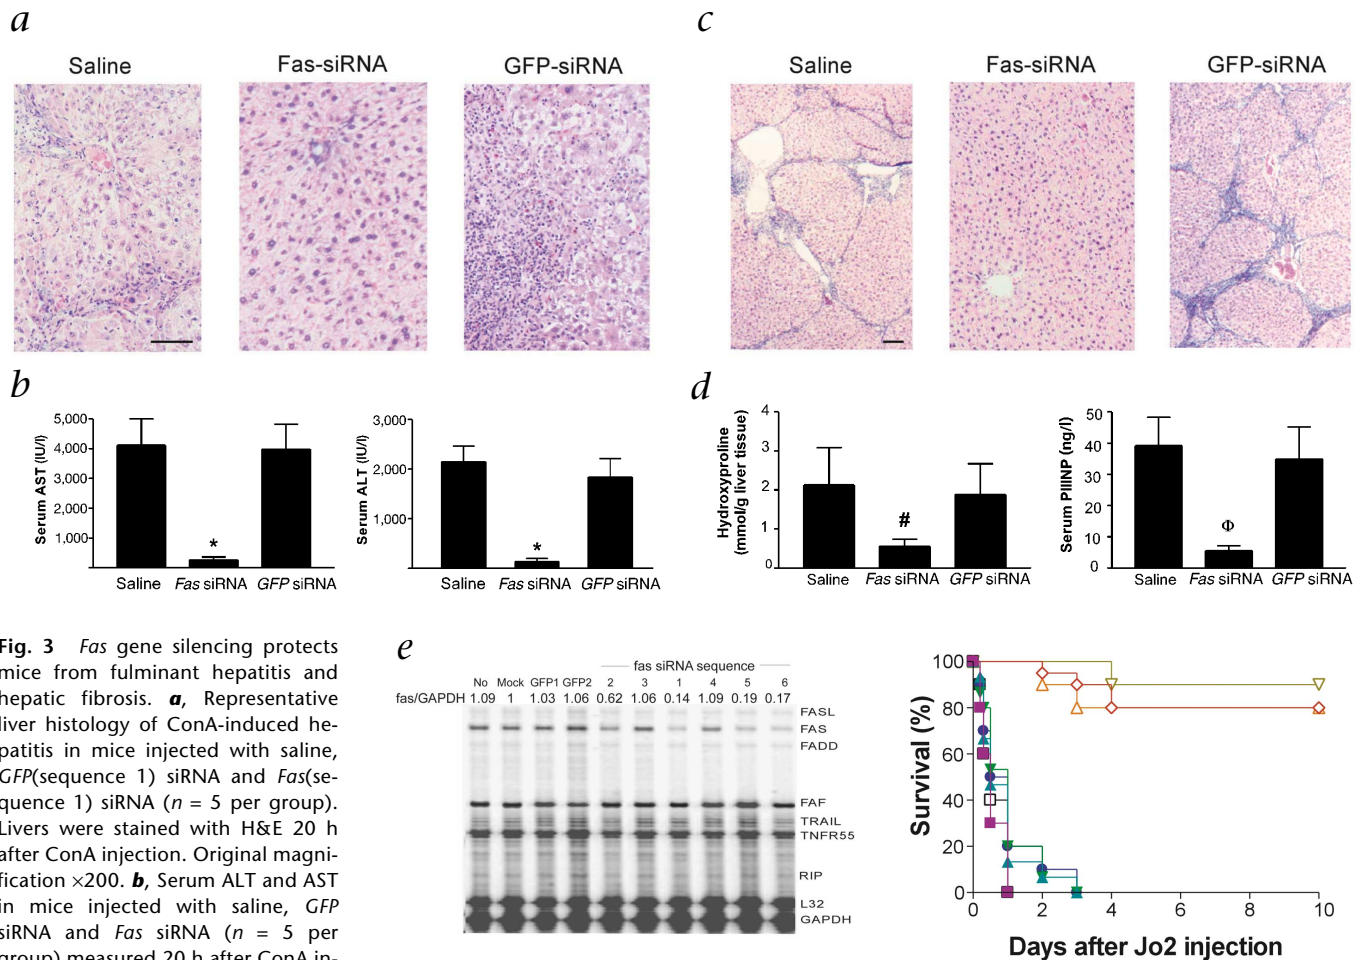 a
c
Saline Fas-siRNA GFP-siRNA
Saline Fas-siRNA GFP-siRNA
b
d
Serum AST (IU/l)
5,000
4,000
3,000
2,000
1,000
*
Saline Fas siRNA GFP siRNA
Serum ALT (IU/l)
3,000
2,000
1,000
*
Saline Fas siRNA GFP siRNA
Hydroxyproline
(mmol/g liver tissue)
4
3
2
1
0
#
Saline Fas siRNA GFP siRNA
Serum PIIINP (ng/l)
50
40
30
20
10
0
Φ
Saline Fas siRNA GFP siRNA
Fig. 3 Fas gene silencing protects
mice from fulminant hepatitis and
hepatic fibrosis. a, Representative
liver histology of ConA-induced he-
patitis in mice injected with saline,
GFP(sequence 1) siRNA and Fas(se-
quence 1) siRNA (n = 5 per group).
Livers were stained with H&E 20 h
after ConA injection. Original magni-
fication ×200. b, Serum ALT and AST
in mice injected with saline, GFP
siRNA and Fas siRNA (n = 5 per
group) measured 20 h after ConA in-
e
fas siRNA sequence
No Mock GFP1 GFP2 2 3 1 4 5 6
fas/GAPDH 1.09 1 1.03 1.06 0.62 1.06 0.14 1.09 0.19 0.17
FASL
FAS
FADD
FAF
TRAIL
TNFR55
RIP
L32
GAPDH
Survival (%)
100
80
60
40
20
0
0 2 4 6 8 10
Days after Jo2 injection